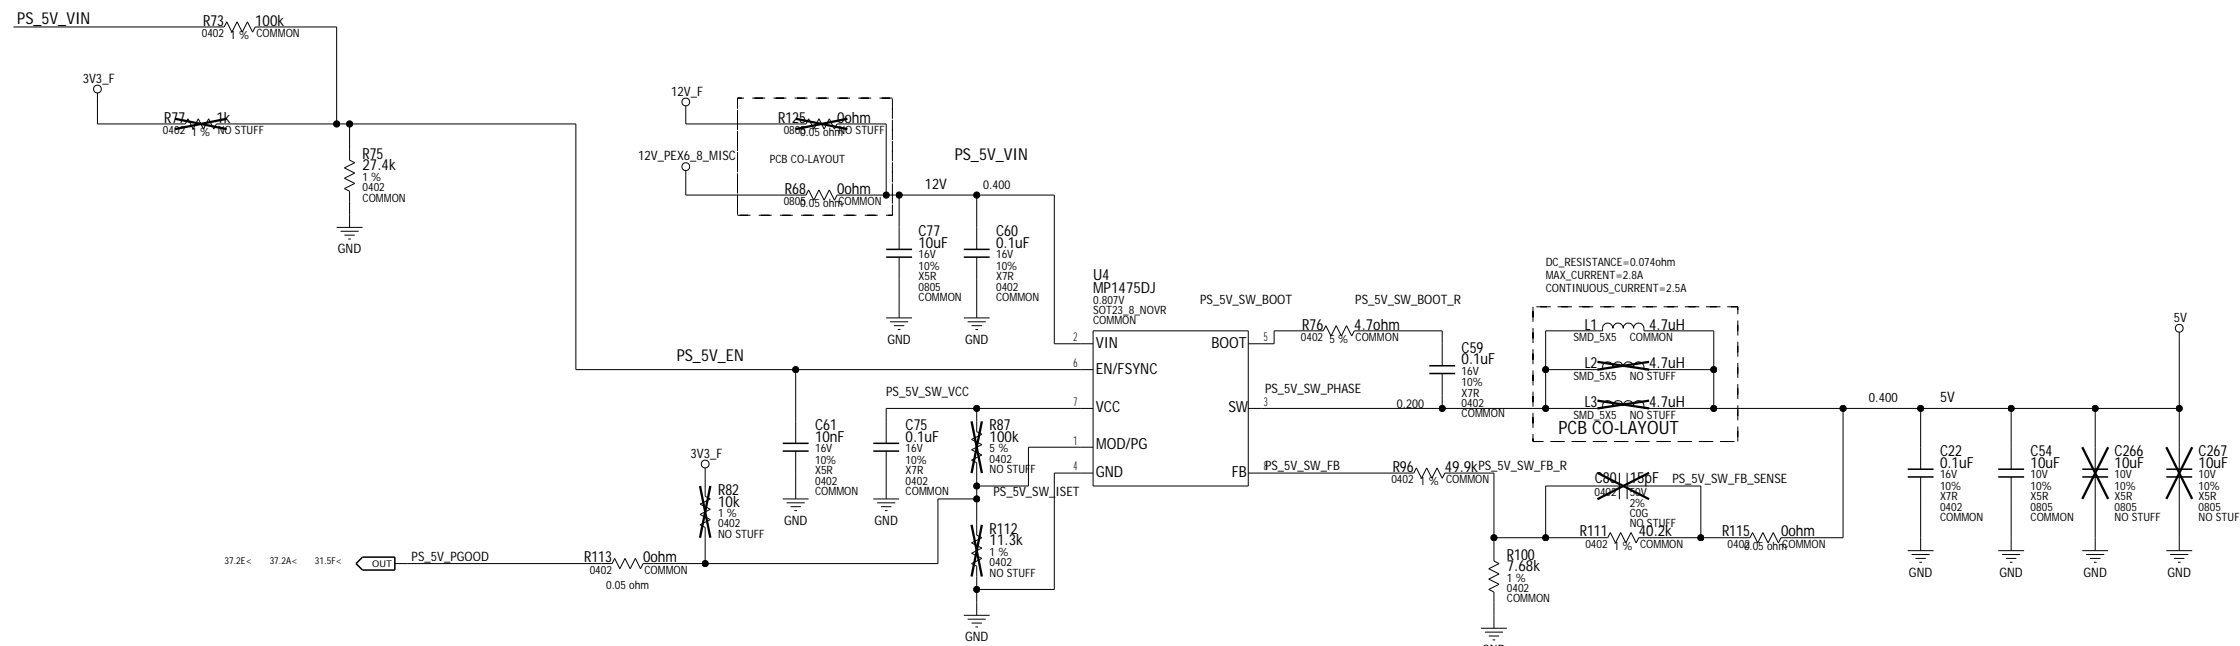 PS_5V_VIN
R73 100k
0402 1 % COMMON
3V3_F
R77 1k
0402 1 % NO STUFF
R75
27.4k
1 %
0402
COMMON
GND
12V_F
R125 0ohm
0805 0.05 ohm NO STUFF
12V_PEX6_8_MISC
PCB CO-LAYOUT
R68 0ohm
0805 0.05 ohm COMMON
PS_5V_VIN
12V 0.400
C77
10uF
16V
10%
X5R
0805
COMMON
GND
C60
0.1uF
16V
10%
X7R
0402
COMMON
GND
U4
MP1475DJ
0.807V
SOT23_8_NOVR
COMMON
2 VIN
6 EN/FSYNC
7 VCC
1 MOD/PG
4 GND
BOOT 5
SW 3
FB 8
PS_5V_EN
PS_5V_SW_VCC
C61
10nF
16V
10%
X5R
0402
COMMON
GND
C75
0.1uF
16V
10%
X7R
0402
COMMON
GND
R87
100k
5 %
0402
NO STUFF
PS_5V_SW_ISET
R112
11.3k
1 %
0402
NO STUFF
GND
3V3_F
R82
10k
1 %
0402
NO STUFF
37.2E< 37.2A< 31.5F< OUT PS_5V_PGOOD
R113 0ohm
0402 COMMON
0.05 ohm
PS_5V_SW_BOOT
PS_5V_SW_BOOT_R
R76 4.7ohm
0402 5 % COMMON
C59
0.1uF
16V
10%
X7R
0402
COMMON
PS_5V_SW_PHASE
0.200
DC_RESISTANCE=0.074ohm
MAX_CURRENT=2.8A
CONTINUOUS_CURRENT=2.5A
L1 4.7uH
SMD_5X5 COMMON
L2 4.7uH
SMD_5X5 NO STUFF
L3 4.7uH
SMD_5X5 NO STUFF
PCB CO-LAYOUT
PS_5V_SW_FB
R96 49.9k
0402 1 % COMMON
PS_5V_SW_FB_R
C80 15pF
0402 50V
2%
C0G
NO STUFF
PS_5V_SW_FB_SENSE
R111 40.2k
0402 1 % COMMON
R115 0ohm
0402 0.05 ohm COMMON
R100
7.68k
1 %
0402
COMMON
GND
0.400 5V
5V
C22
0.1uF
16V
10%
X7R
0402
COMMON
GND
C54
10uF
10V
10%
X5R
0805
COMMON
GND
C266
10uF
10V
10%
X5R
0805
NO STUFF
GND
C267
10uF
10V
10%
X5R
0805
NO STUF
GND